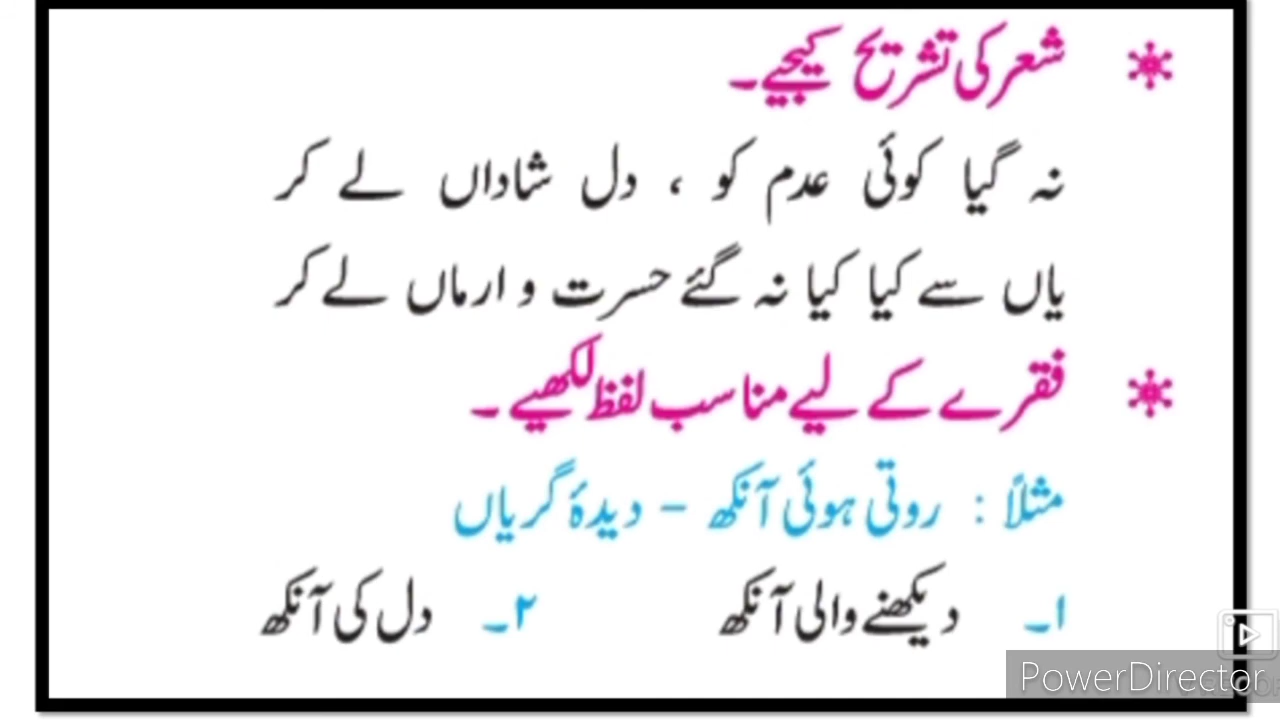 شعر کی تشریح کیجیے۔
نہ گیا کوئی عدم کو ، دل شاداں لے کر
یاں سے کیا کیا نہ گئے حسرت و ارماں لے کر
فقرے کے لیے مناسب لفظ لکھیے۔
مثلاً : روتی ہوئی آنکھ – دیدۂ گریاں
۱۔ دیکھنے والی آنکھ ۲۔ دل کی آنکھ
PowerDirector